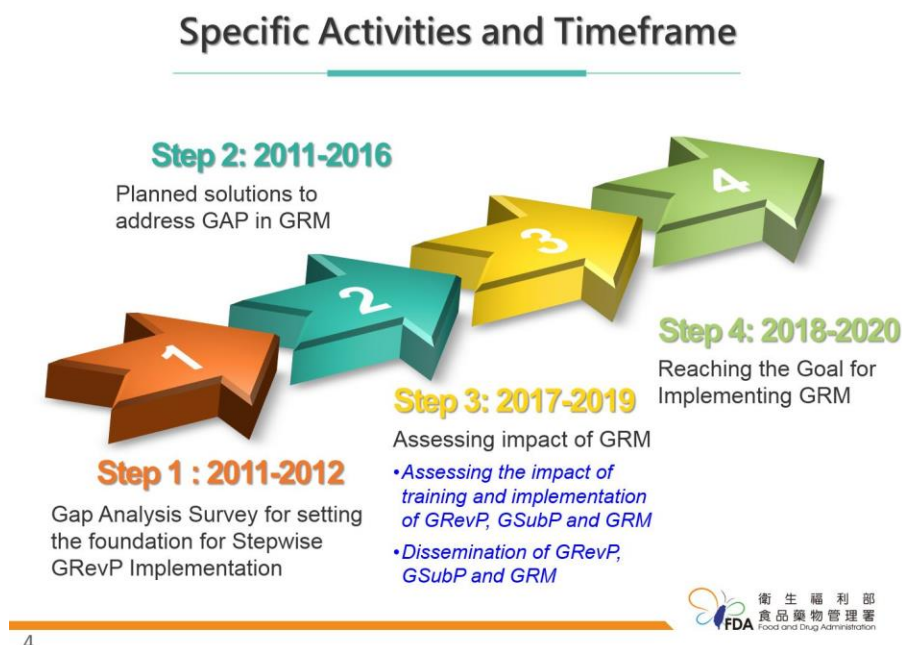 Specific Activities and Timeframe
Step 2: 2011-2016
Planned solutions to
address GAP in GRM
1
2
3
4
Step 1 : 2011-2012
Gap Analysis Survey for setting
the foundation for Stepwise
GRevP Implementation
Step 3: 2017-2019
Assessing impact of GRM
•Assessing the impact of
training and implementation
of GRevP, GSubP and GRM
•Dissemination of GRevP,
GSubP and GRM
Step 4: 2018-2020
Reaching the Goal for
Implementing GRM
FDA
衛生福利部
食品藥物管理署
Food and Drug Administration
4